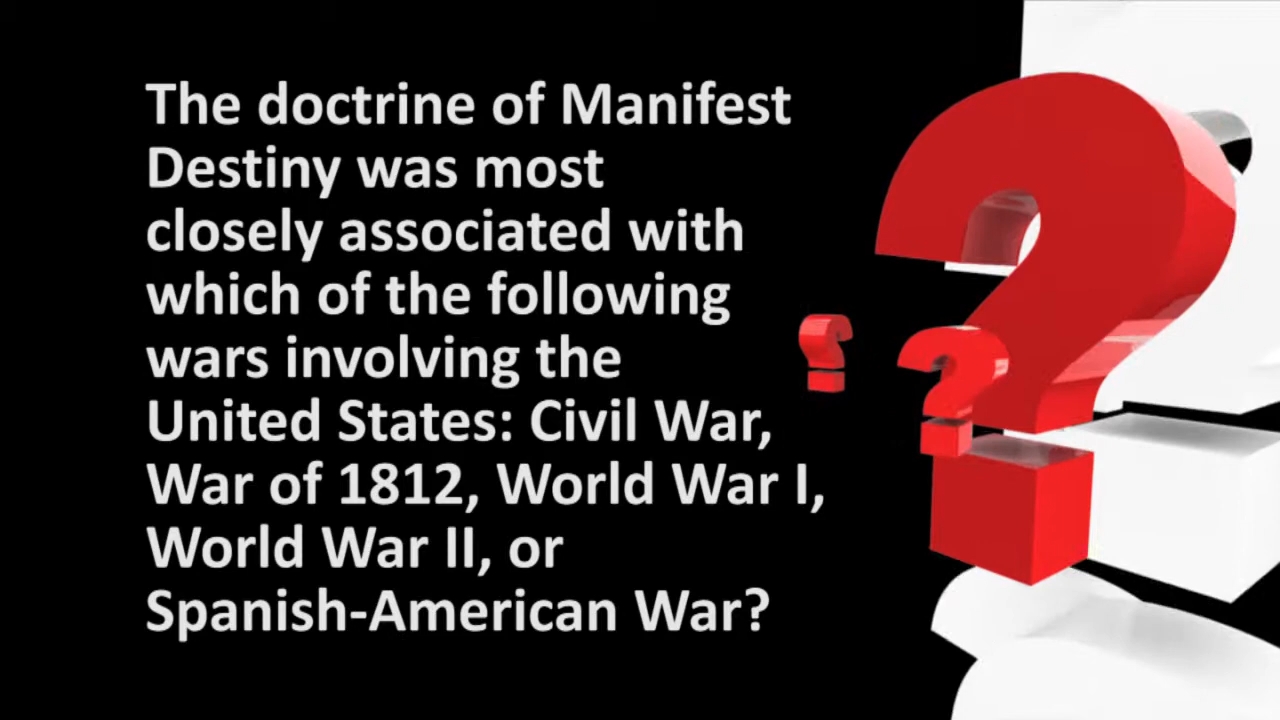 The doctrine of Manifest
Destiny was most
closely associated with
which of the following
wars involving the
United States: Civil War,
War of 1812, World War I,
World War II, or
Spanish-American War?